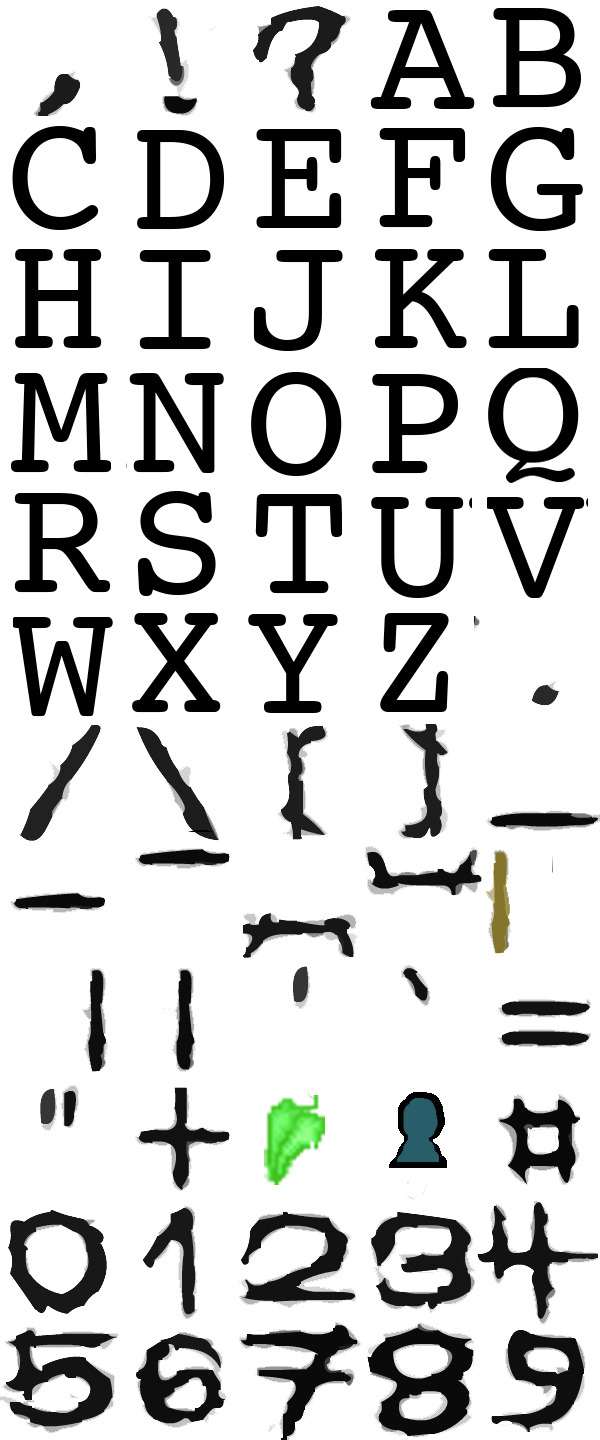 , ! ? A B
C D E F G
H I J K L
M N O P Q
R S T U V
W X Y Z .
/ \ [ ] _
- ‾ [ ] |
| | ' ` =
" + #
0 1 2 3 4
5 6 7 8 9